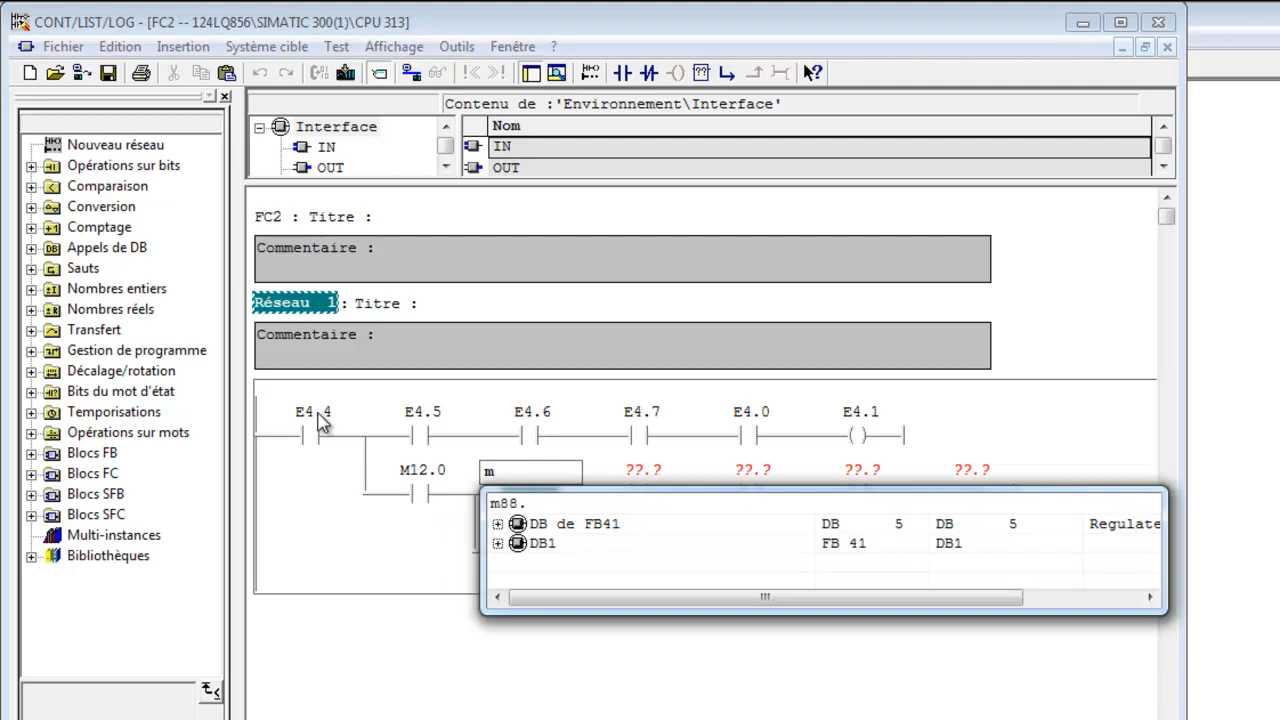 CONT/LIST/LOG - [FC2 -- 124LQ856\SIMATIC 300(1)\CPU 313]
Fichier Edition Insertion Système cible Test Affichage Outils Fenêtre ?
Contenu de :'Environnement\Interface'
Interface
IN
OUT
Nom
IN
OUT
Nouveau réseau
Opérations sur bits
Comparaison
Conversion
Comptage
Appels de DB
Sauts
Nombres entiers
Nombres réels
Transfert
Gestion de programme
Décalage/rotation
Bits du mot d'état
Temporisations
Opérations sur mots
Blocs FB
Blocs FC
Blocs SFB
Blocs SFC
Multi-instances
Bibliothèques
FC2 : Titre :
Commentaire :
Réseau 1 : Titre :
Commentaire :
E4.4 E4.5 E4.6 E4.7 E4.0 E4.1
M12.0 m ??.? ??.? ??.? ??.?
m88.
DB de FB41 DB 5 DB 5 Regulate
DB1 FB 41 DB1